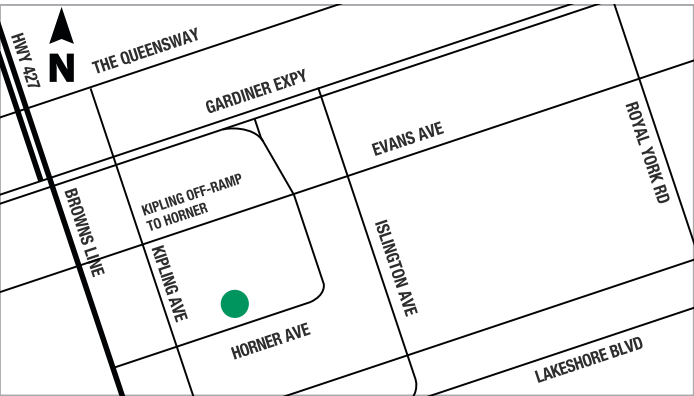 HWY 427
N
THE QUEENSWAY
GARDINER EXPY
EVANS AVE
ROYAL YORK RD
BROWNS LINE
KIPLING OFF-RAMP
TO HORNER
KIPLING AVE
ISLINGTON AVE
HORNER AVE
LAKESHORE BLVD